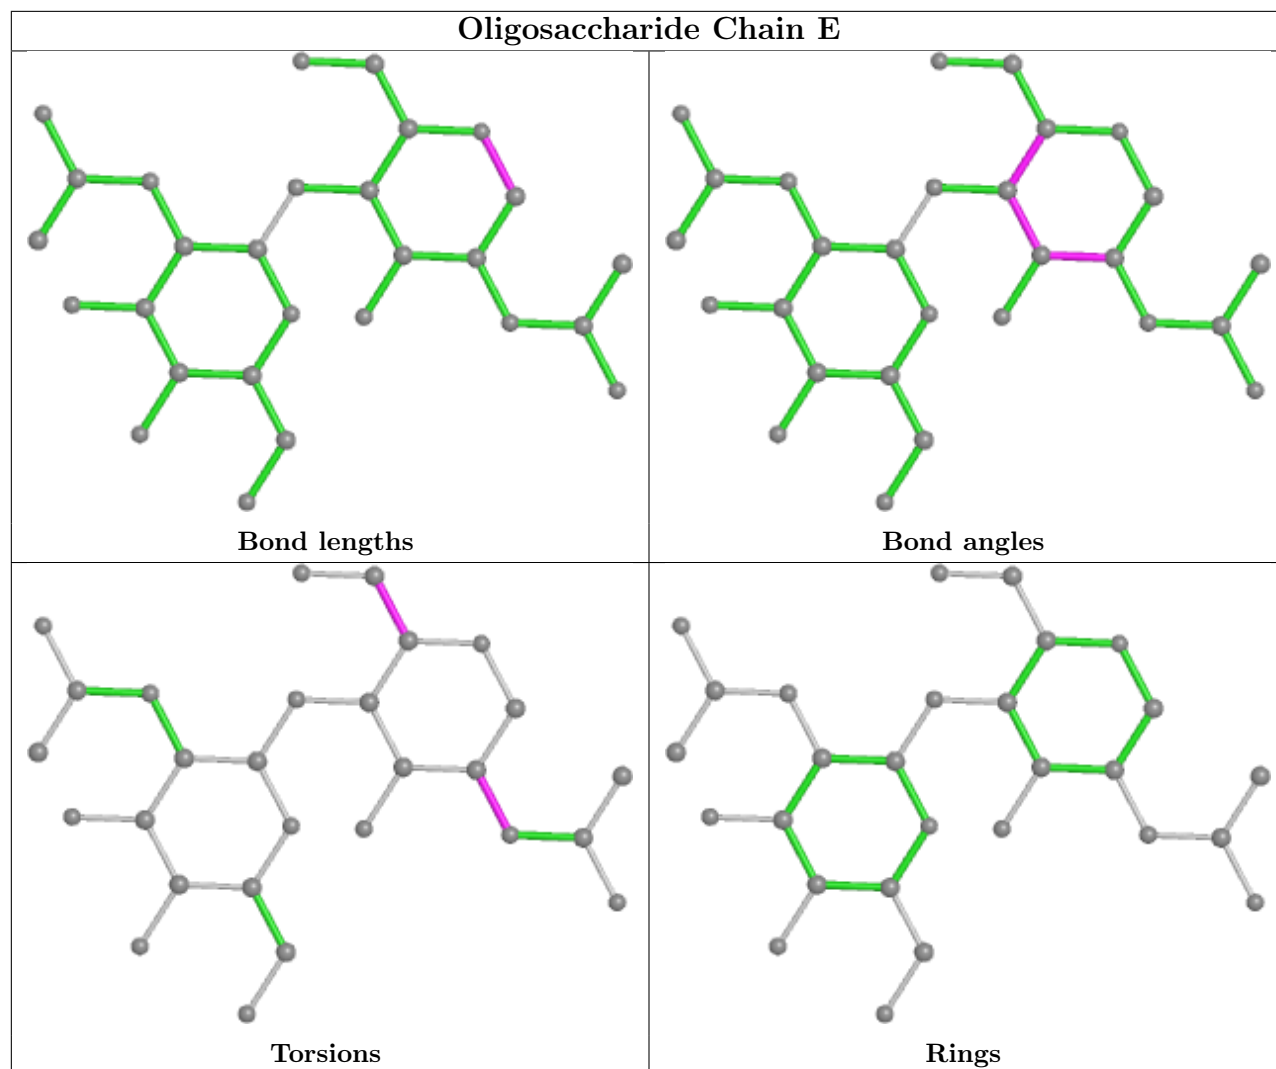 Oligosaccharide Chain E
Bond lengths
Bond angles
Torsions
Rings